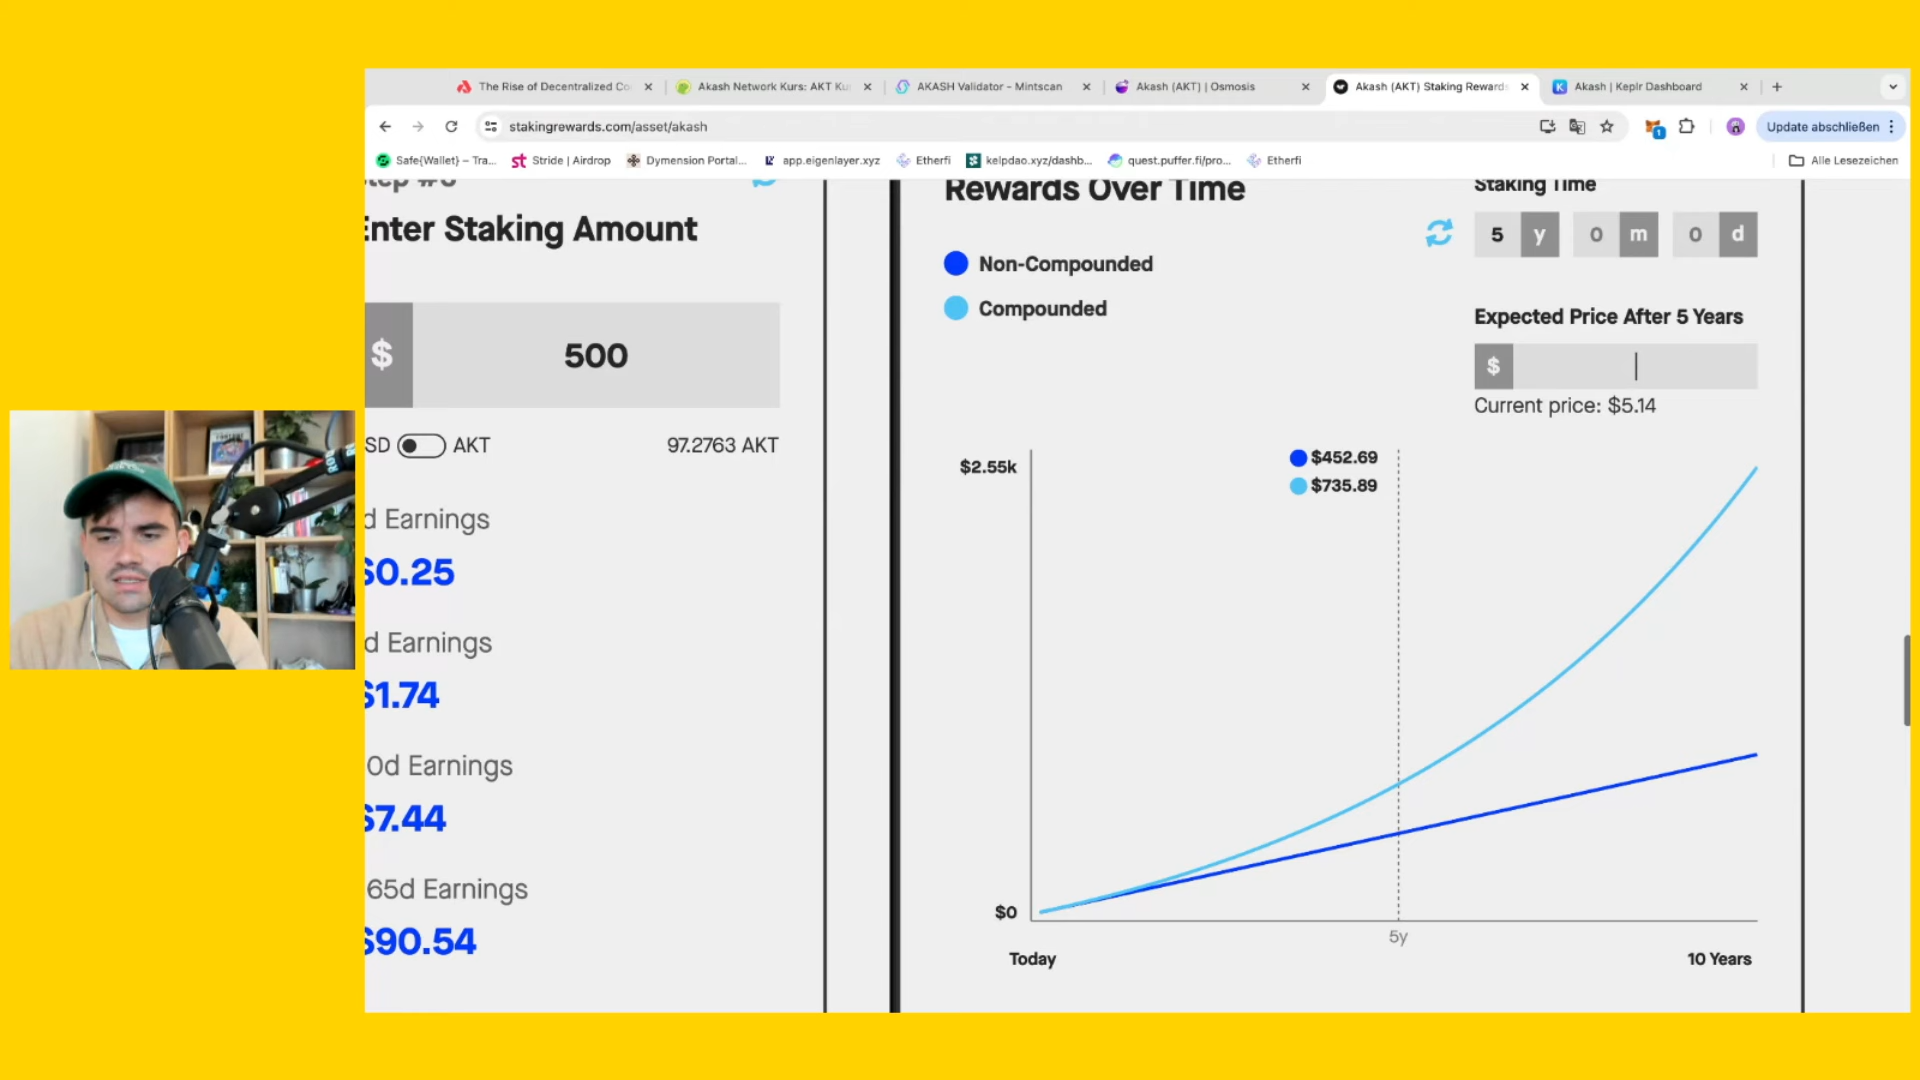 The Rise of Decentralized Co
Akash Network Kurs: AKT Ku
AKASH Validator – Mintscan
Akash (AKT) | Osmosis
Akash (AKT) Staking Rewards
Akash | Keplr Dashboard
stakingrewards.com/asset/akash
1
Update abschließen
Safe{Wallet} – Tra...
Stride | Airdrop
Dymension Portal...
app.eigenlayer.xyz
Etherfi
kelpdao.xyz/dashb...
quest.puffer.fi/pro...
Etherfi
Alle Lesezeichen
Enter Staking Amount
$ 500
SD AKT 97.2763 AKT
d Earnings
$0.25
d Earnings
$1.74
0d Earnings
$7.44
65d Earnings
$90.54
Rewards Over Time
Non-Compounded
Compounded
Staking Time
5 y 0 m 0 d
Expected Price After 5 Years
$
Current price: $5.14
$2.55k
$452.69
$735.89
$0
5y
Today
10 Years